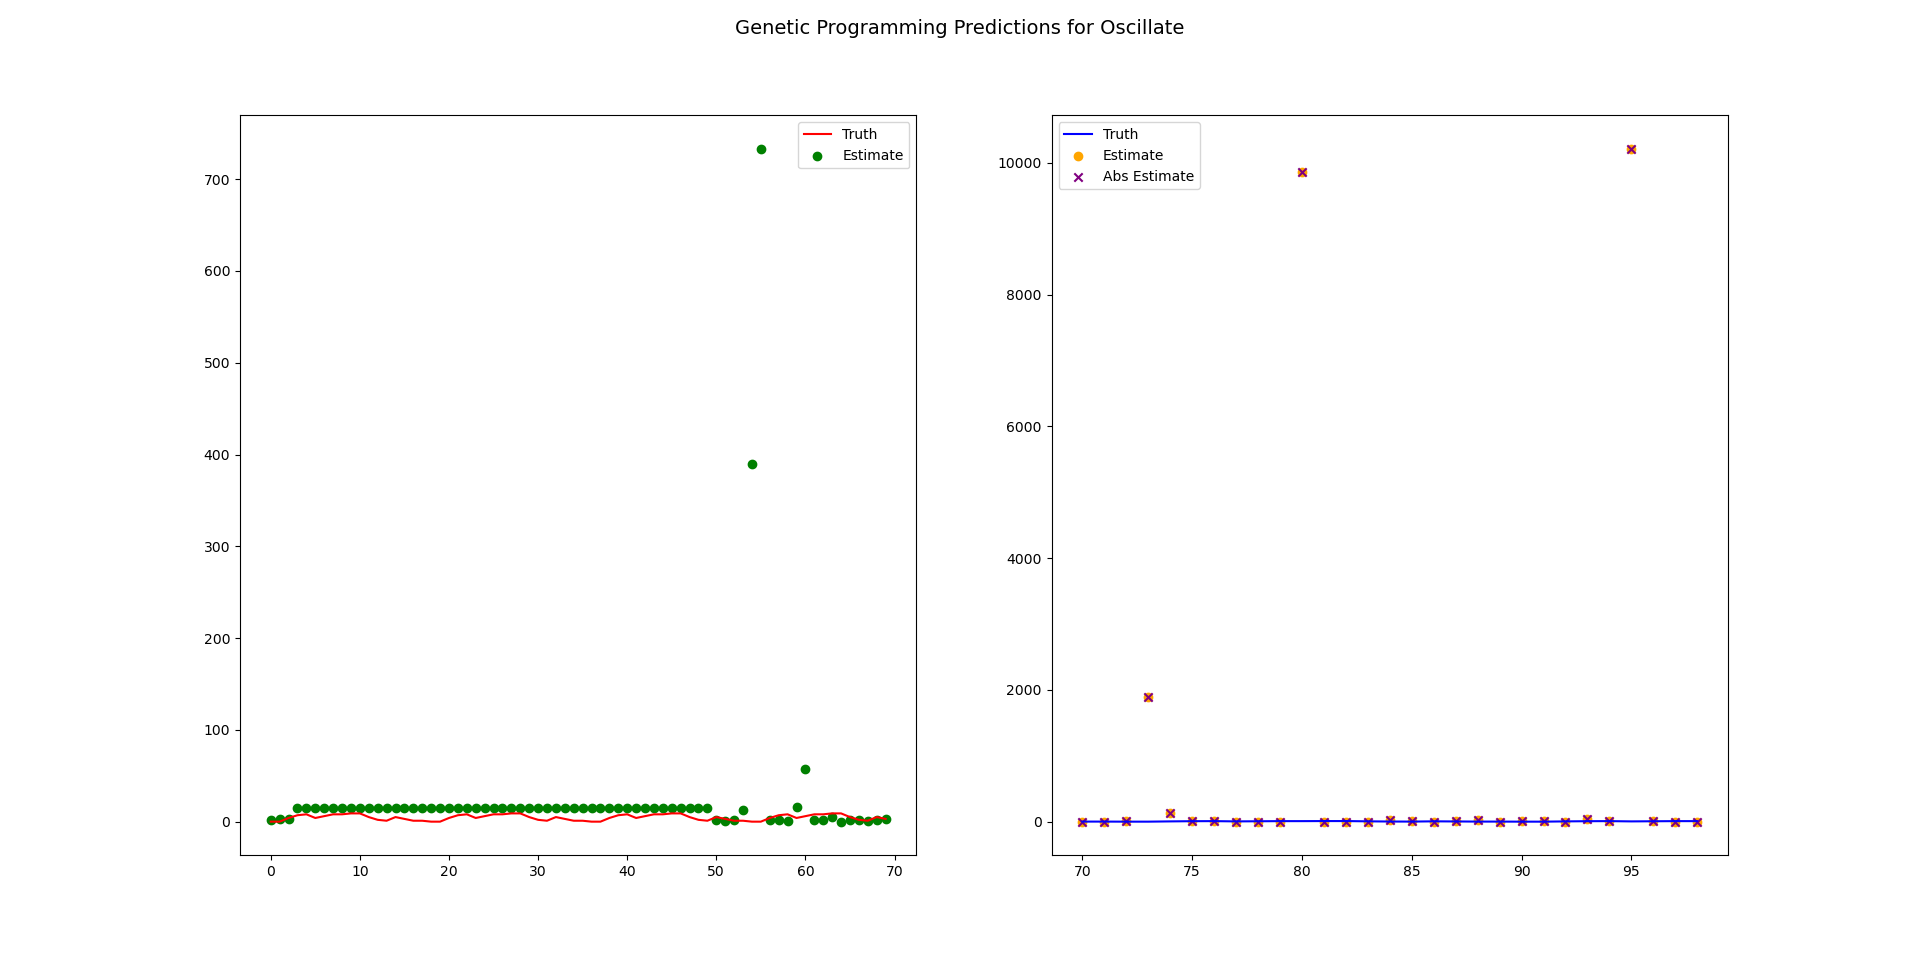 Genetic Programming Predictions for Oscillate
Truth
Estimate
700
600
500
400
300
200
100
0
0 10 20 30 40 50 60 70
Truth
Estimate
Abs Estimate
10000
8000
6000
4000
2000
0
70 75 80 85 90 95